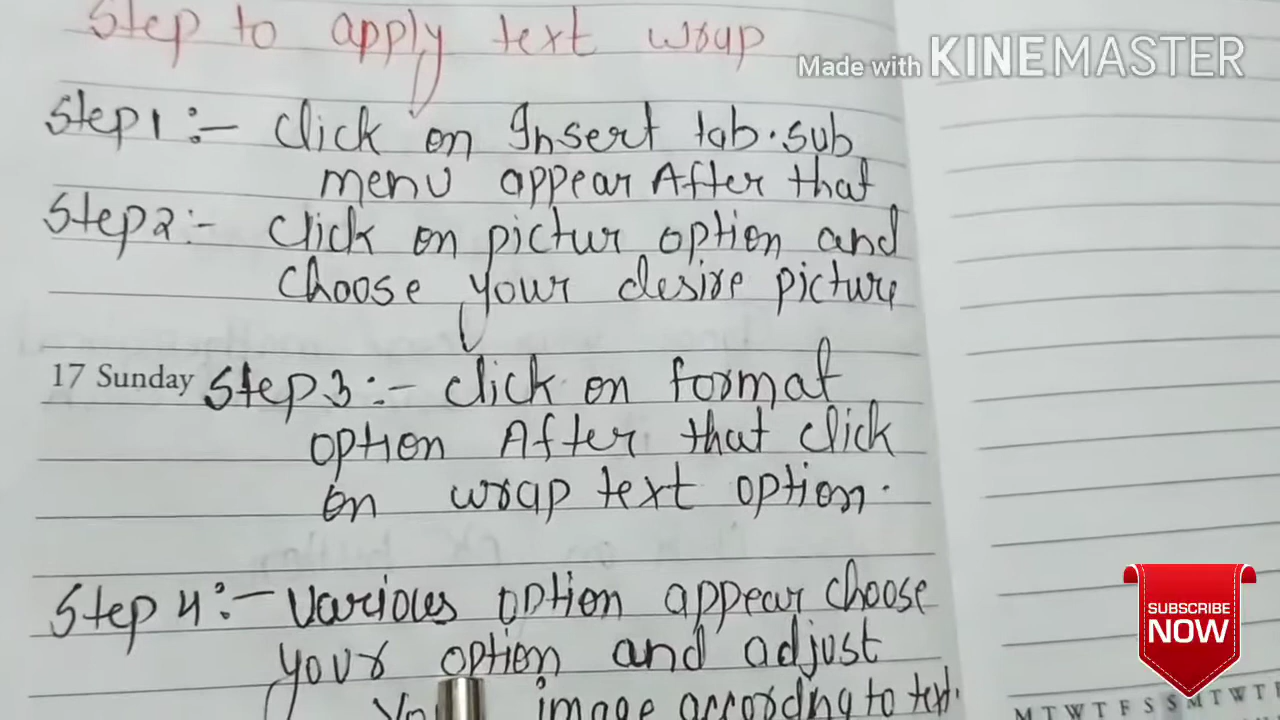 Step to apply text wrap
Made with KINEMASTER
Step1:- Click on Insert tab. sub
menu appear After that
Step2:- Click on pictur option and
Choose your desire picture
17 Sunday Step3:- Click on format
option After that click
on wrap text option.
Step 4:- Various option appear choose
your option and adjust
image according to text.
SUBSCRIBE
NOW
M T W T F S S M T W T F